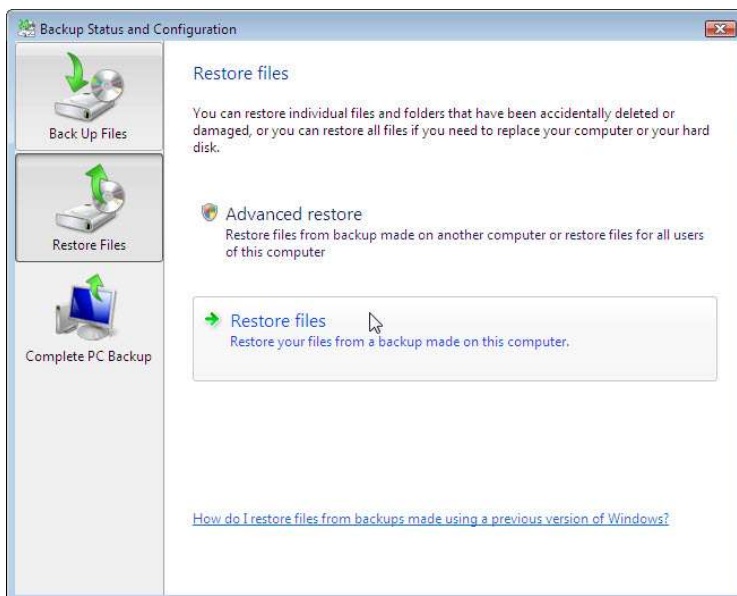 Backup Status and Configuration
Back Up Files
Restore Files
Complete PC Backup
Restore files
You can restore individual files and folders that have been accidentally deleted or
damaged, or you can restore all files if you need to replace your computer or your hard
disk.
Advanced restore
Restore files from backup made on another computer or restore files for all users
of this computer
Restore files
Restore your files from a backup made on this computer.
How do I restore files from backups made using a previous version of Windows?